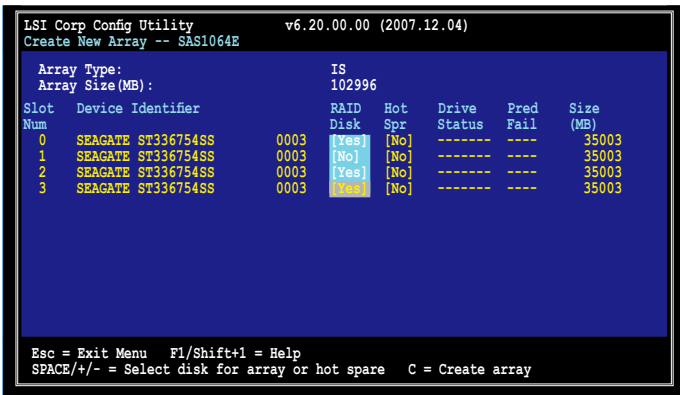 LSI Corp Config Utility v6.20.00.00 (2007.12.04)
Create New Array -- SAS1064E
Array Type: IS
Array Size(MB): 102996
Slot Device Identifier RAID Hot Drive Pred Size
Num Disk Spr Status Fail (MB)
0 SEAGATE ST336754SS 0003 [Yes] [No] ------- ---- 35003
1 SEAGATE ST336754SS 0003 [No] [No] ------- ---- 35003
2 SEAGATE ST336754SS 0003 [Yes] [No] ------- ---- 35003
3 SEAGATE ST336754SS 0003 [Yes] [No] ------- ---- 35003
Esc = Exit Menu F1/Shift+1 = Help
SPACE/+/- = Select disk for array or hot spare C = Create array